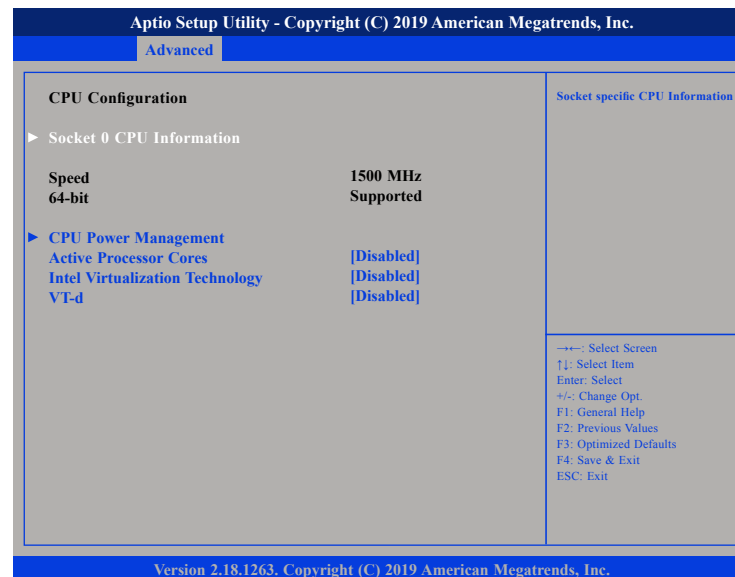 Aptio Setup Utility - Copyright (C) 2019 American Megatrends, Inc.
Advanced
CPU Configuration
► Socket 0 CPU Information
Speed 1500 MHz
64-bit Supported
► CPU Power Management
Active Processor Cores [Disabled]
Intel Virtualization Technology [Disabled]
VT-d [Disabled]
Socket specific CPU Information
→←: Select Screen
↑↓: Select Item
Enter: Select
+/-: Change Opt.
F1: General Help
F2: Previous Values
F3: Optimized Defaults
F4: Save & Exit
ESC: Exit
Version 2.18.1263. Copyright (C) 2019 American Megatrends, Inc.